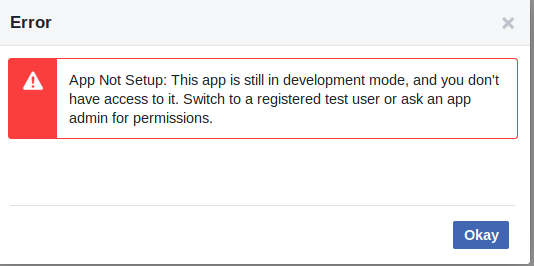 Error
App Not Setup: This app is still in development mode, and you don't
have access to it. Switch to a registered test user or ask an app
admin for permissions.
Okay